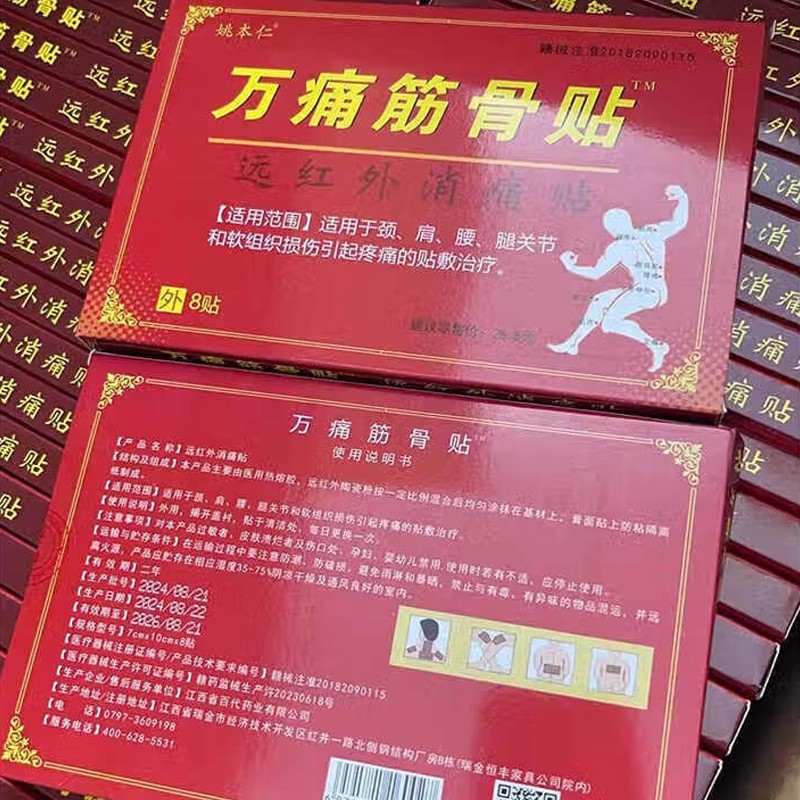 姚本仁®
赣械注准20182090115
万痛筋骨贴™
远红外消痛贴
【适用范围】适用于颈、肩、腰、腿关节
和软组织损伤引起疼痛的贴敷治疗。
外 8贴
建议零售价:
万痛筋骨贴 远红外消痛贴
万痛筋骨贴™
使用说明书
【产品名称】远红外消痛贴
【结构及组成】本产品主要由医用热熔胶，远红外陶瓷粉按一定比例混合后均匀涂抹在基材上，膏面贴上防粘隔离
纸制成。
【适用范围】适用于颈、肩、腰、腿关节和软组织损伤引起疼痛的贴敷治疗。
【使用说明】外用，揭开盖衬，贴于清洁处，每日更换一次。
【注意事项】对本产品过敏者，皮肤溃烂者及伤口处、孕妇、婴幼儿禁用.使用时若有不适，应停止使用。
【运输与贮存条件】在运输过程中要注意防潮、防破损，避免雨淋和暴晒，禁止与有毒、有异味的物品混运，并远
离火源，产品应贮存在相应湿度35-75%阴凉干燥及通风良好的室内。
【有 效 期】二年
【生产批号】2024/08/21
【生产日期】2024/08/22
【有效期至】2026/08/21
【规格型号】7cm×10cm×8贴
【医疗器械注册证编号/产品技术要求编号】赣械注准20182090115
【医疗器械生产许可证编号】赣药监械生产许20230618号
【生产企业/售后服务单位】江西省百代药业有限公司
【生产地址/注册地址】江西省瑞金市经济技术开发区红井一路北侧钢结构厂房B栋(瑞金恒丰家具公司院内)
【电 话】0797-3609198
【服务电话】400-628-5531